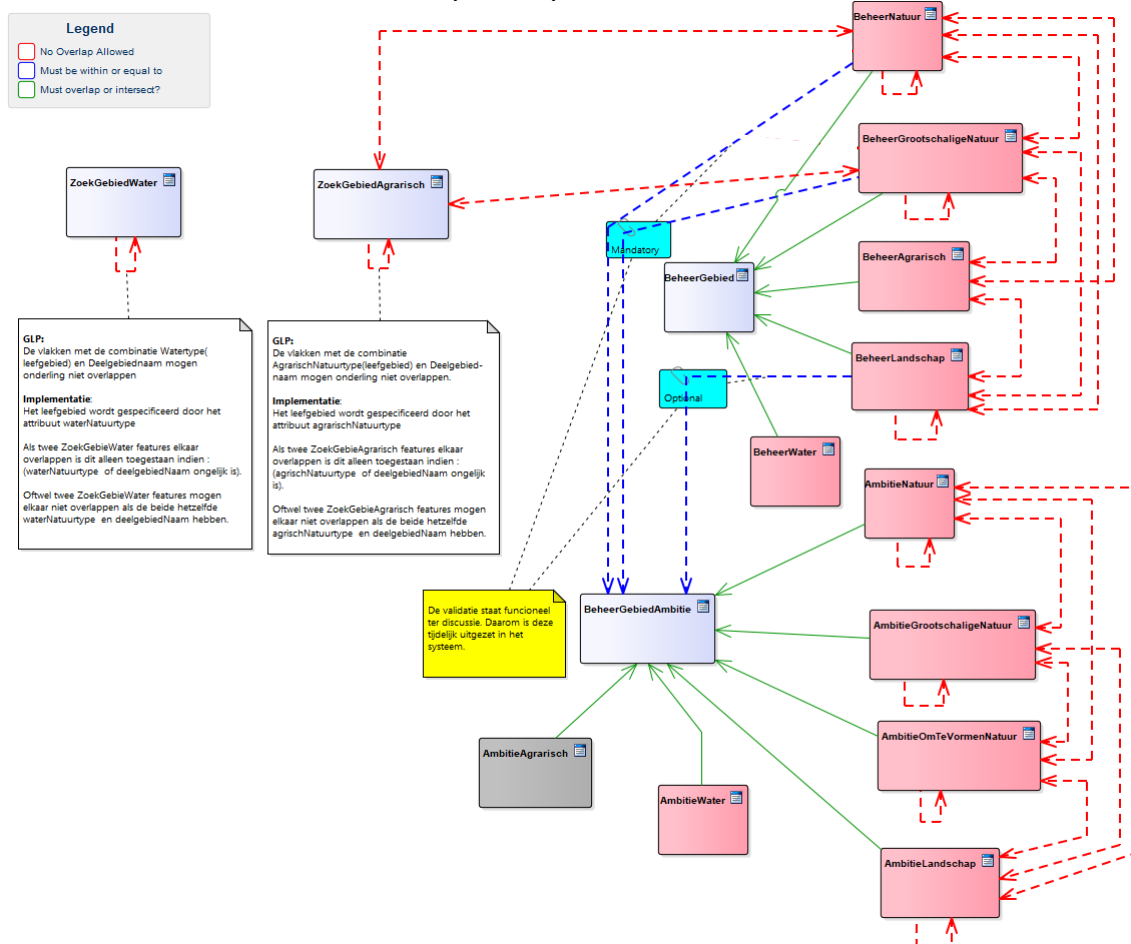 Legend
No Overlap Allowed
Must be within or equal to
Must overlap or intersect?
BeheerNatuur
BeheerGrootschaligeNatuur
ZoekGebiedWater
ZoekGebiedAgrarisch
Mandatory
BeheerGebied
BeheerAgrarisch
BeheerLandschap
Optional
BeheerWater
GLP:
De vlakken met de combinatie Watertype(
leefgebied) en Deelgebiednaam mogen
onderling niet overlappen
Implementatie:
Het leefgebied wordt gespecificeerd door het
attribuut waterNatuurtype
Als twee ZoekGebieWater features elkaar
overlappen is dit alleen toegestaan indien :
(waterNatuurtype of deelgebiedNaam ongelijk is).
Oftwel twee ZoekGebieWater features mogen
elkaar niet overlappen als de beide hetzelfde
waterNatuurtype en deelgebiedNaam hebben.
GLP:
De vlakken met de combinatie
AgrarischNatuurtype(leefgebied) en Deelgebied-
naam mogen onderling niet overlappen.
Implementatie:
Het leefgebied wordt gespecificeerd door het
attribuut agrarischNatuurtype
Als twee ZoekGebieAgrarisch features elkaar
overlappen is dit alleen toegestaan indien :
(agrischNatuurtype of deelgebiedNaam ongelijk
is).
Oftwel twee ZoekGebieAgrarisch features mogen
elkaar niet overlappen als de beide hetzelfde
agrischNatuurtype en deelgebiedNaam hebben.
AmbitieNatuur
De validatie staat funcioneel
ter discussie. Daarom is deze
tijdelijk uitgezet in het
systeem.
BeheerGebiedAmbitie
AmbitieGrootschaligeNatuur
AmbitieOmTeVormenNatuur
AmbitieAgrarisch
AmbitieWater
AmbitieLandschap